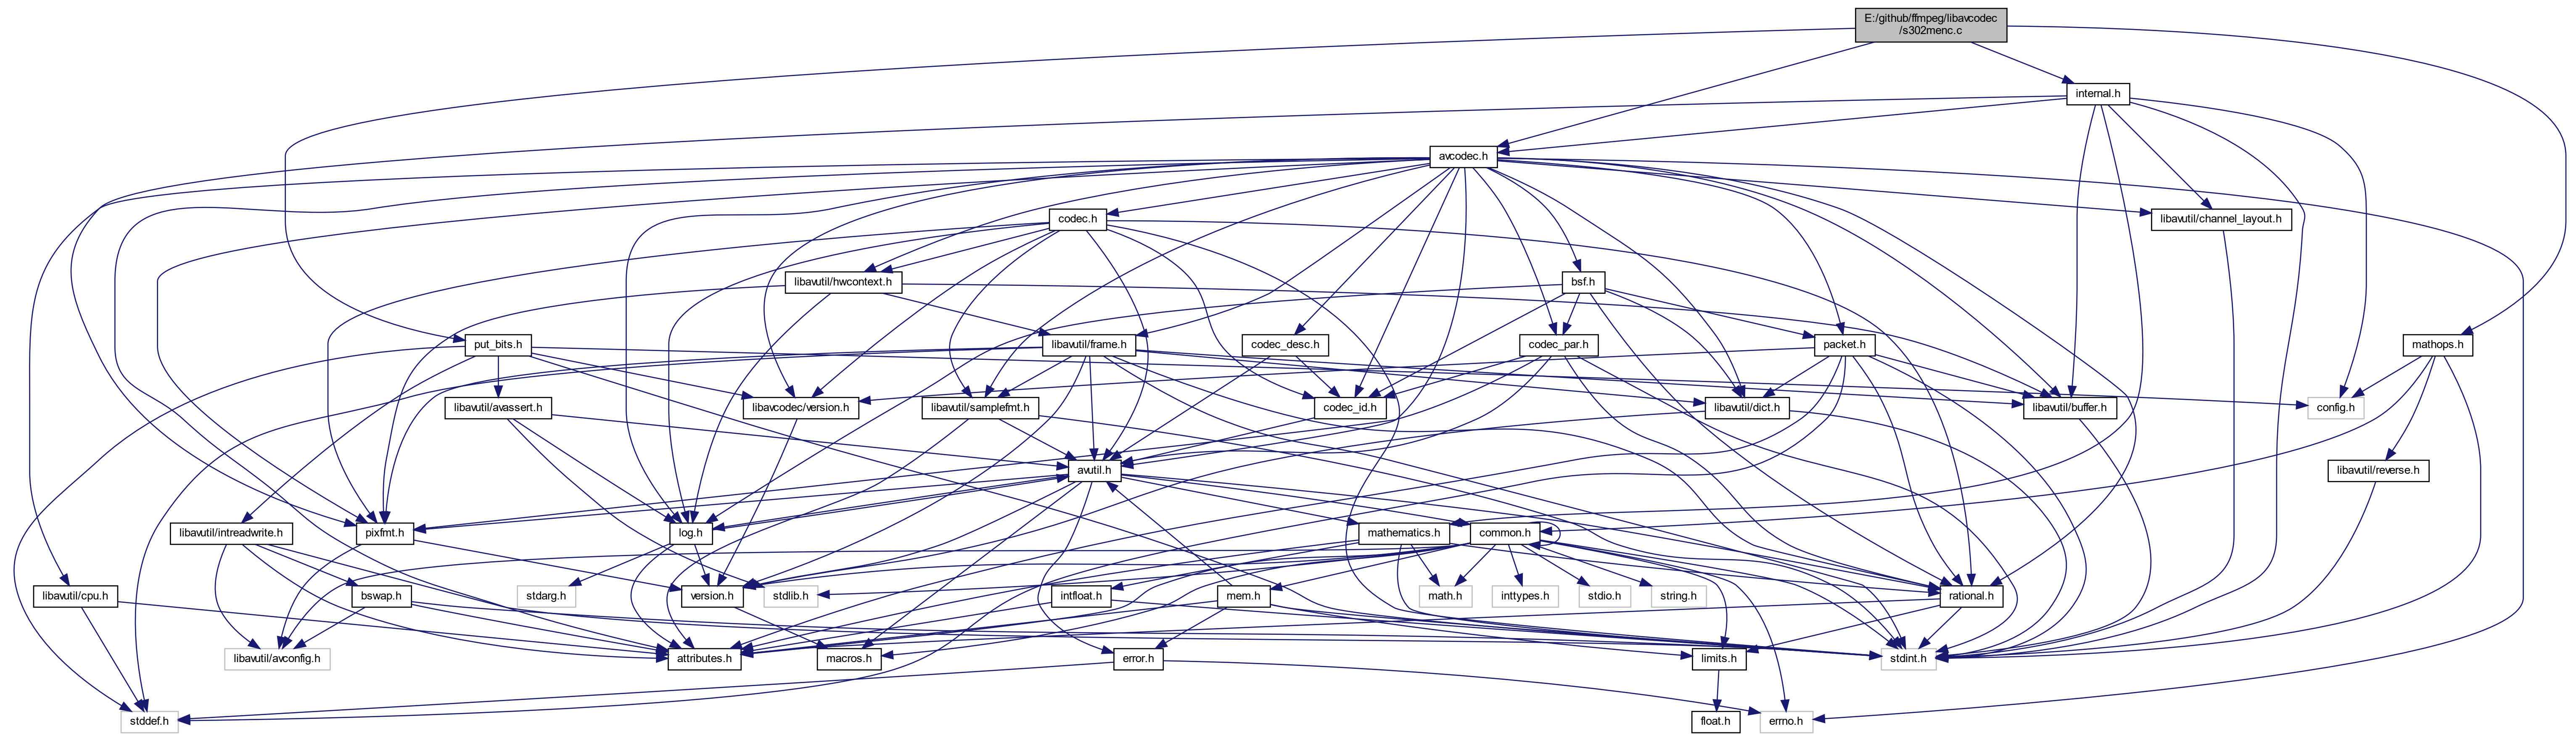 E:/github/ffmpeg/libavcodec
/s302menc.c
internal.h
avcodec.h
codec.h
libavutil/channel_layout.h
libavutil/hwcontext.h
bsf.h
put_bits.h
libavutil/frame.h
codec_desc.h
codec_par.h
packet.h
mathops.h
libavutil/avassert.h
libavcodec/version.h
libavutil/samplefmt.h
codec_id.h
libavutil/dict.h
libavutil/buffer.h
config.h
avutil.h
libavutil/reverse.h
libavutil/intreadwrite.h
pixfmt.h
log.h
mathematics.h
common.h
libavutil/cpu.h
bswap.h
stdarg.h
version.h
stdlib.h
intfloat.h
mem.h
math.h
inttypes.h
stdio.h
string.h
rational.h
libavutil/avconfig.h
attributes.h
macros.h
error.h
limits.h
stdint.h
stddef.h
float.h
errno.h